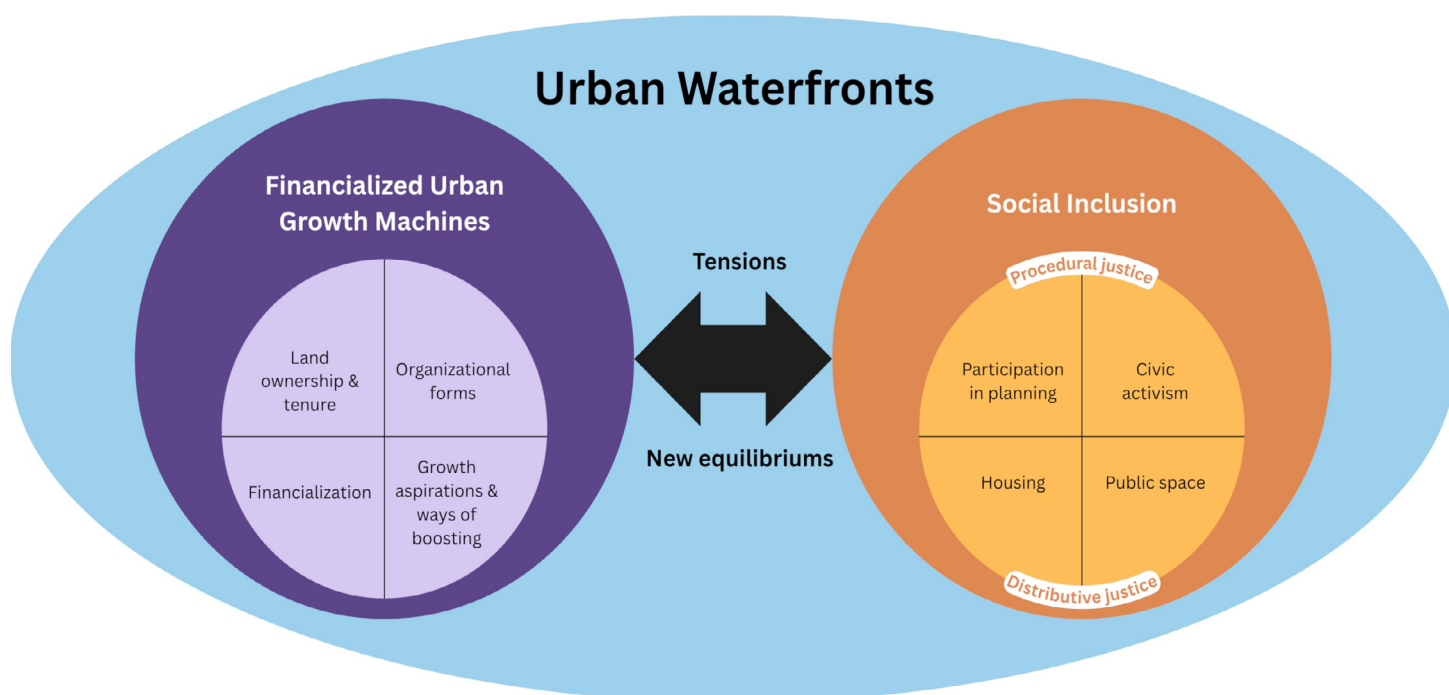 Urban Waterfronts
Financialized Urban
Growth Machines
Land
ownership &
tenure
Organizational
forms
Financialization
Growth
aspirations &
ways of
boosting
Tensions
New equilibriums
Social Inclusion
Procedural justice
Participation
in planning
Civic
activism
Housing
Public space
Distributive justice